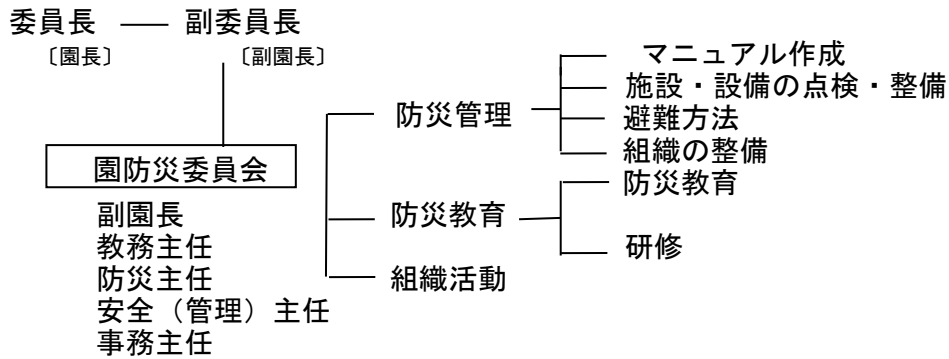 委員長 副委員長
〔園長〕 〔副園長〕
園防災委員会
副園長
教務主任
防災主任
安全（管理）主任
事務主任
防災管理
マニュアル作成
施設・設備の点検・整備
避難方法
組織の整備
防災教育
防災教育
研修
組織活動